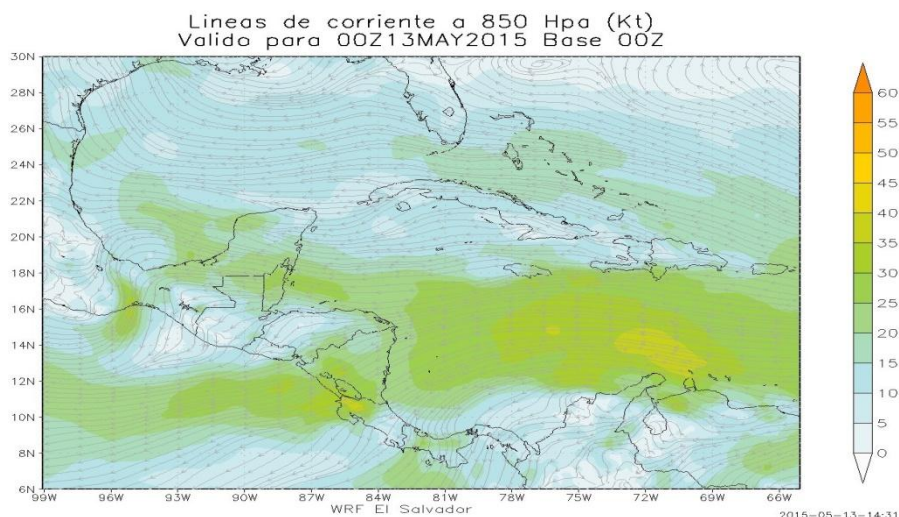 Lineas de corriente a 850 Hpa (Kt)
Valido para 00Z13MAY2015 Base 00Z
30N
28N
26N
24N
22N
20N
18N
16N
14N
12N
10N
8N
6N
99W 96W 93W 90W 87W 84W 81W 78W 75W 72W 69W 66W
60
55
50
45
40
35
30
25
20
15
10
5
0
WRF El Salvador
2015-05-13-14:31